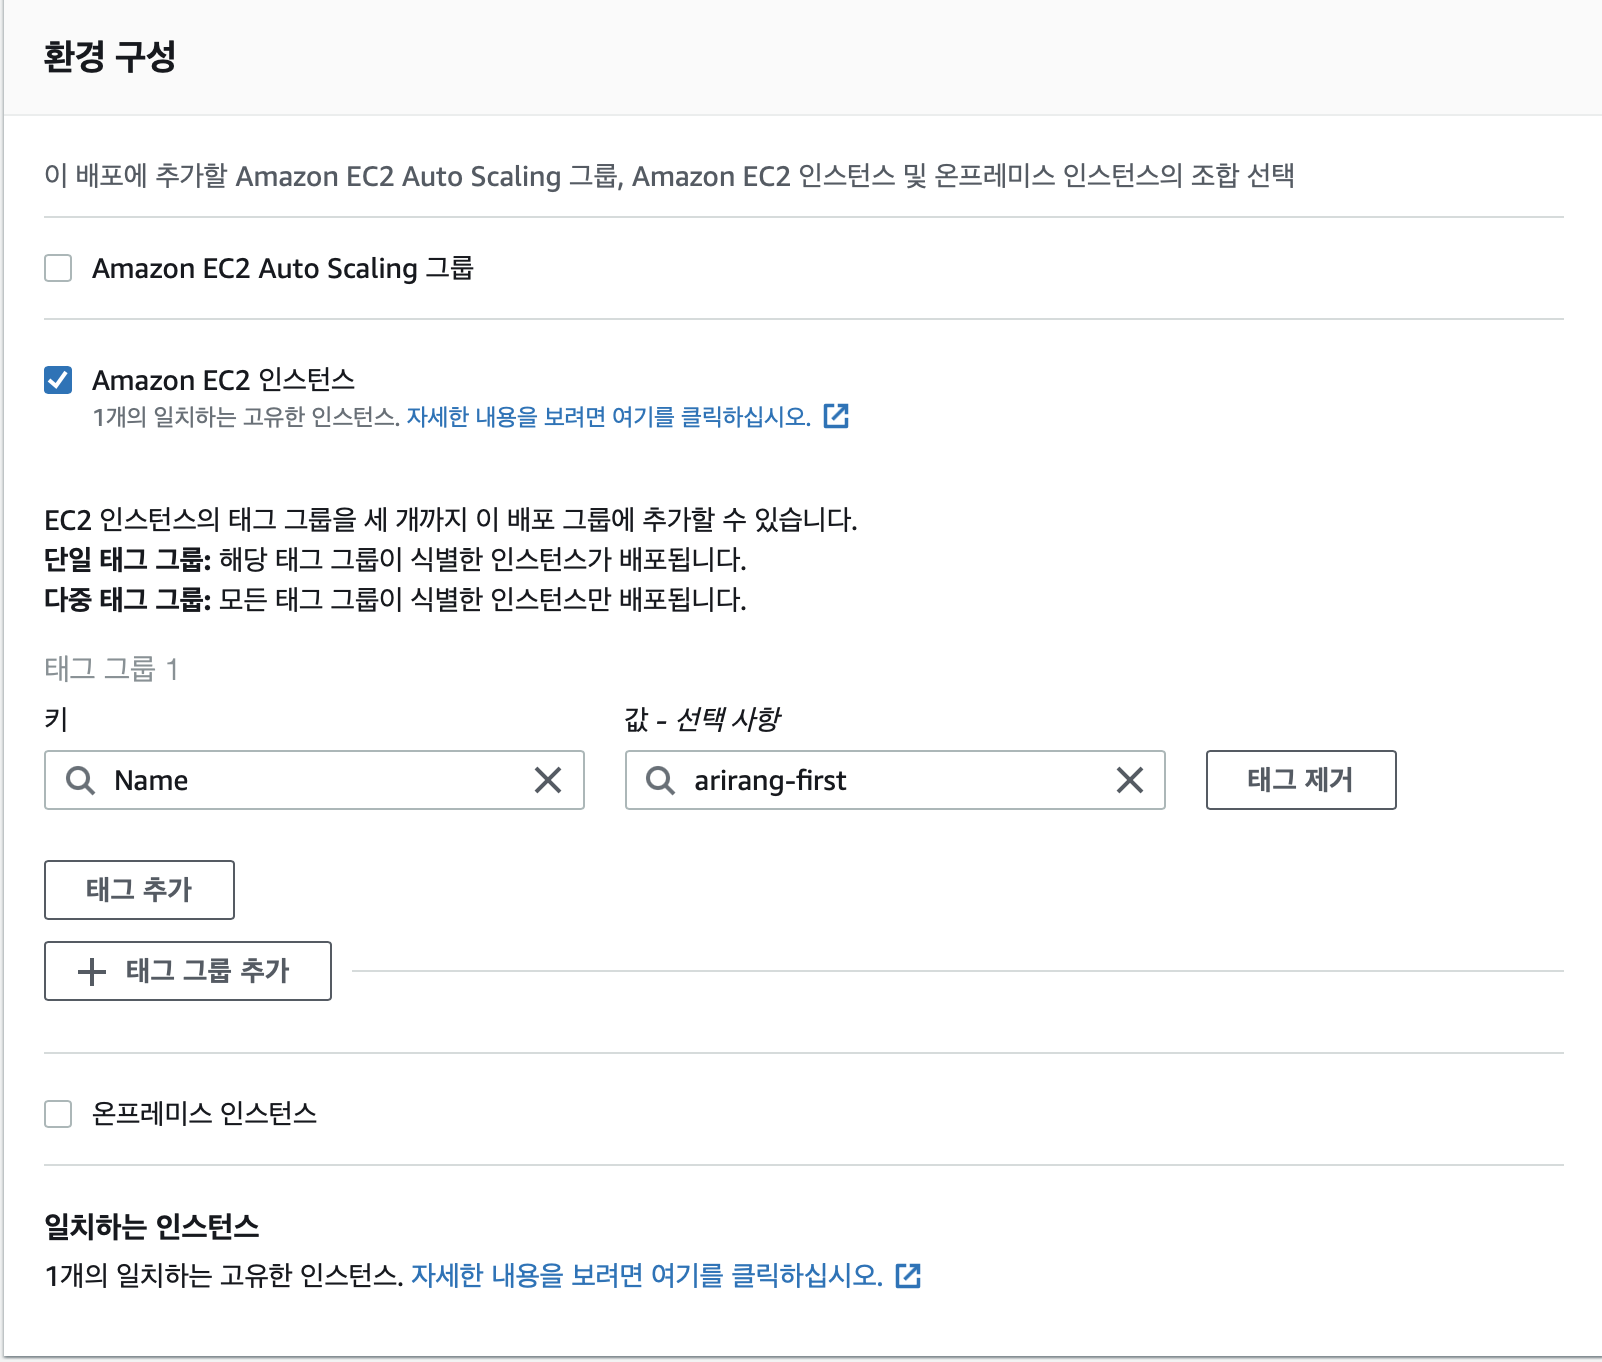 환경 구성
이 배포에 추가할 Amazon EC2 Auto Scaling 그룹, Amazon EC2 인스턴스 및 온프레미스 인스턴스의 조합 선택
Amazon EC2 Auto Scaling 그룹
Amazon EC2 인스턴스
1개의 일치하는 고유한 인스턴스. 자세한 내용을 보려면 여기를 클릭하십시오.
EC2 인스턴스의 태그 그룹을 세 개까지 이 배포 그룹에 추가할 수 있습니다.
단일 태그 그룹: 해당 태그 그룹이 식별한 인스턴스가 배포됩니다.
다중 태그 그룹: 모든 태그 그룹이 식별한 인스턴스만 배포됩니다.
태그 그룹 1
키 값 - 선택 사항
Name arirang-first 태그 제거
태그 추가
태그 그룹 추가
온프레미스 인스턴스
일치하는 인스턴스
1개의 일치하는 고유한 인스턴스. 자세한 내용을 보려면 여기를 클릭하십시오.